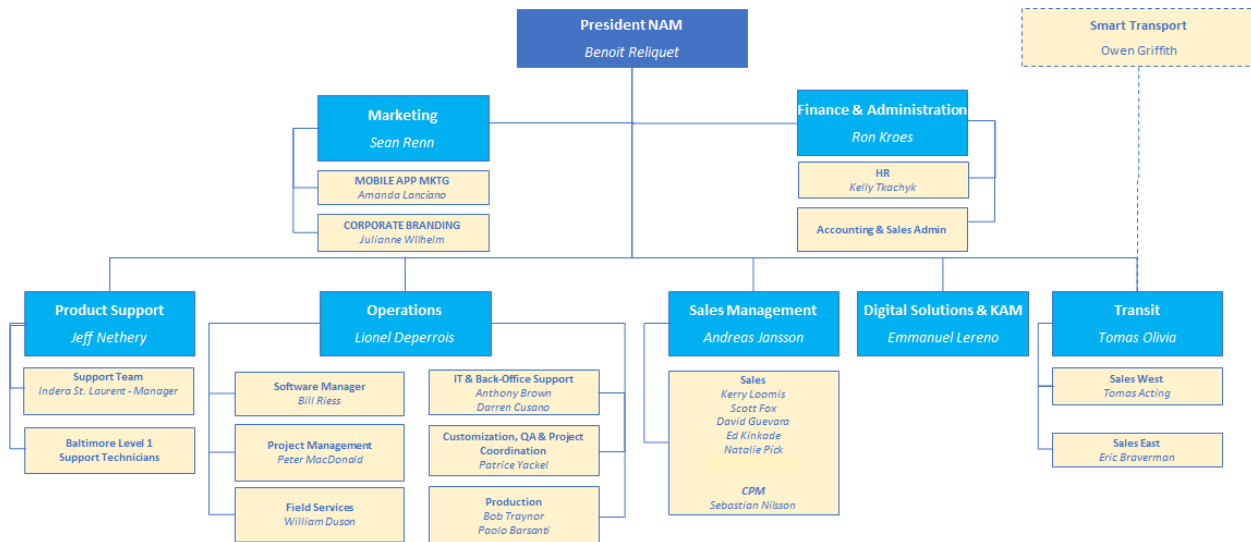 President NAM
Benoit Reliquet
Smart Transport
Owen Griffith
Marketing
Sean Renn
Finance & Administration
Ron Kroes
MOBILE APP MKTG
Amanda Lanciano
HR
Kelly Tkachyk
CORPORATE BRANDING
Julianne Wilhelm
Accounting & Sales Admin
Product Support
Jeff Nethery
Operations
Lionel Deperrois
Sales Management
Andreas Jansson
Digital Solutions & KAM
Emmanuel Lereno
Transit
Tomas Olivia
Support Team
Indera St. Laurent - Manager
Baltimore Level 1
Support Technicians
Software Manager
Bill Riess
Project Management
Peter MacDonald
Field Services
William Duson
IT & Back-Office Support
Anthony Brown
Darren Cusano
Customization, QA & Project
Coordination
Patrice Yackel
Production
Bob Traynor
Paolo Barsanti
Sales
Kerry Loomis
Scott Fox
David Guevara
Ed Kinkade
Natalie Pick
CPM
Sebastian Nilsson
Sales West
Tomas Acting
Sales East
Eric Braverman